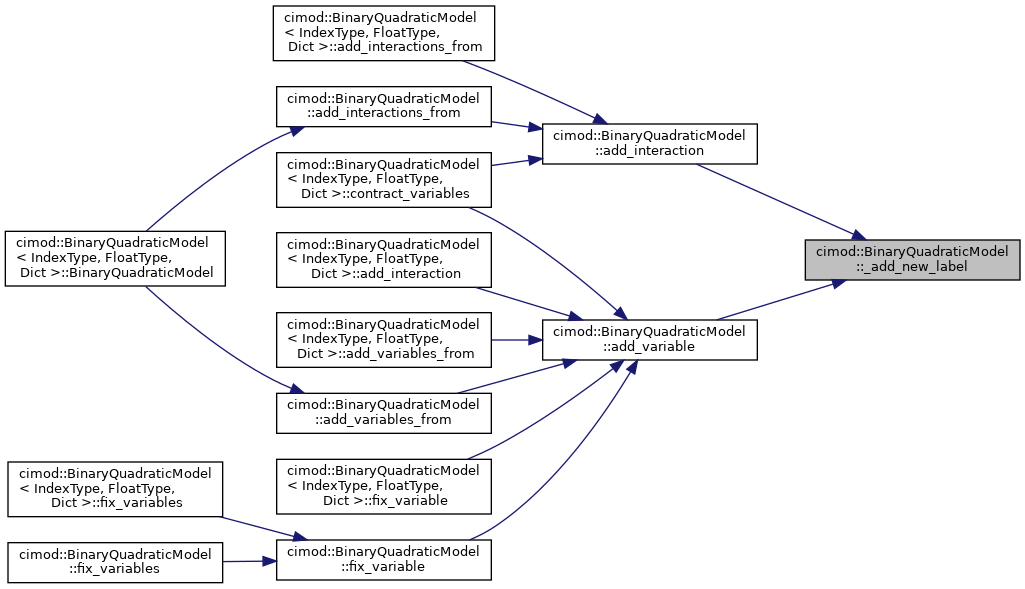 cimod::BinaryQuadraticModel
< IndexType, FloatType,
Dict >::add_interactions_from
cimod::BinaryQuadraticModel
::add_interactions_from
cimod::BinaryQuadraticModel
::add_interaction
cimod::BinaryQuadraticModel
< IndexType, FloatType,
Dict >::contract_variables
cimod::BinaryQuadraticModel
< IndexType, FloatType,
Dict >::BinaryQuadraticModel
cimod::BinaryQuadraticModel
< IndexType, FloatType,
Dict >::add_interaction
cimod::BinaryQuadraticModel
::_add_new_label
cimod::BinaryQuadraticModel
< IndexType, FloatType,
Dict >::add_variables_from
cimod::BinaryQuadraticModel
::add_variable
cimod::BinaryQuadraticModel
::add_variables_from
cimod::BinaryQuadraticModel
< IndexType, FloatType,
Dict >::fix_variable
cimod::BinaryQuadraticModel
< IndexType, FloatType,
Dict >::fix_variables
cimod::BinaryQuadraticModel
::fix_variable
cimod::BinaryQuadraticModel
::fix_variables